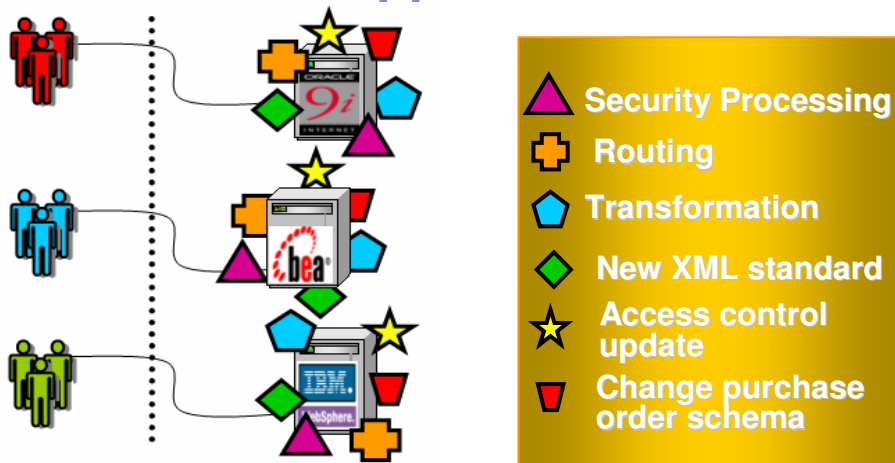 ORACLE
9i
INTERNET
bea
IBM.
WebSphere.
Security Processing
Routing
Transformation
New XML standard
Access control
update
Change purchase
order schema